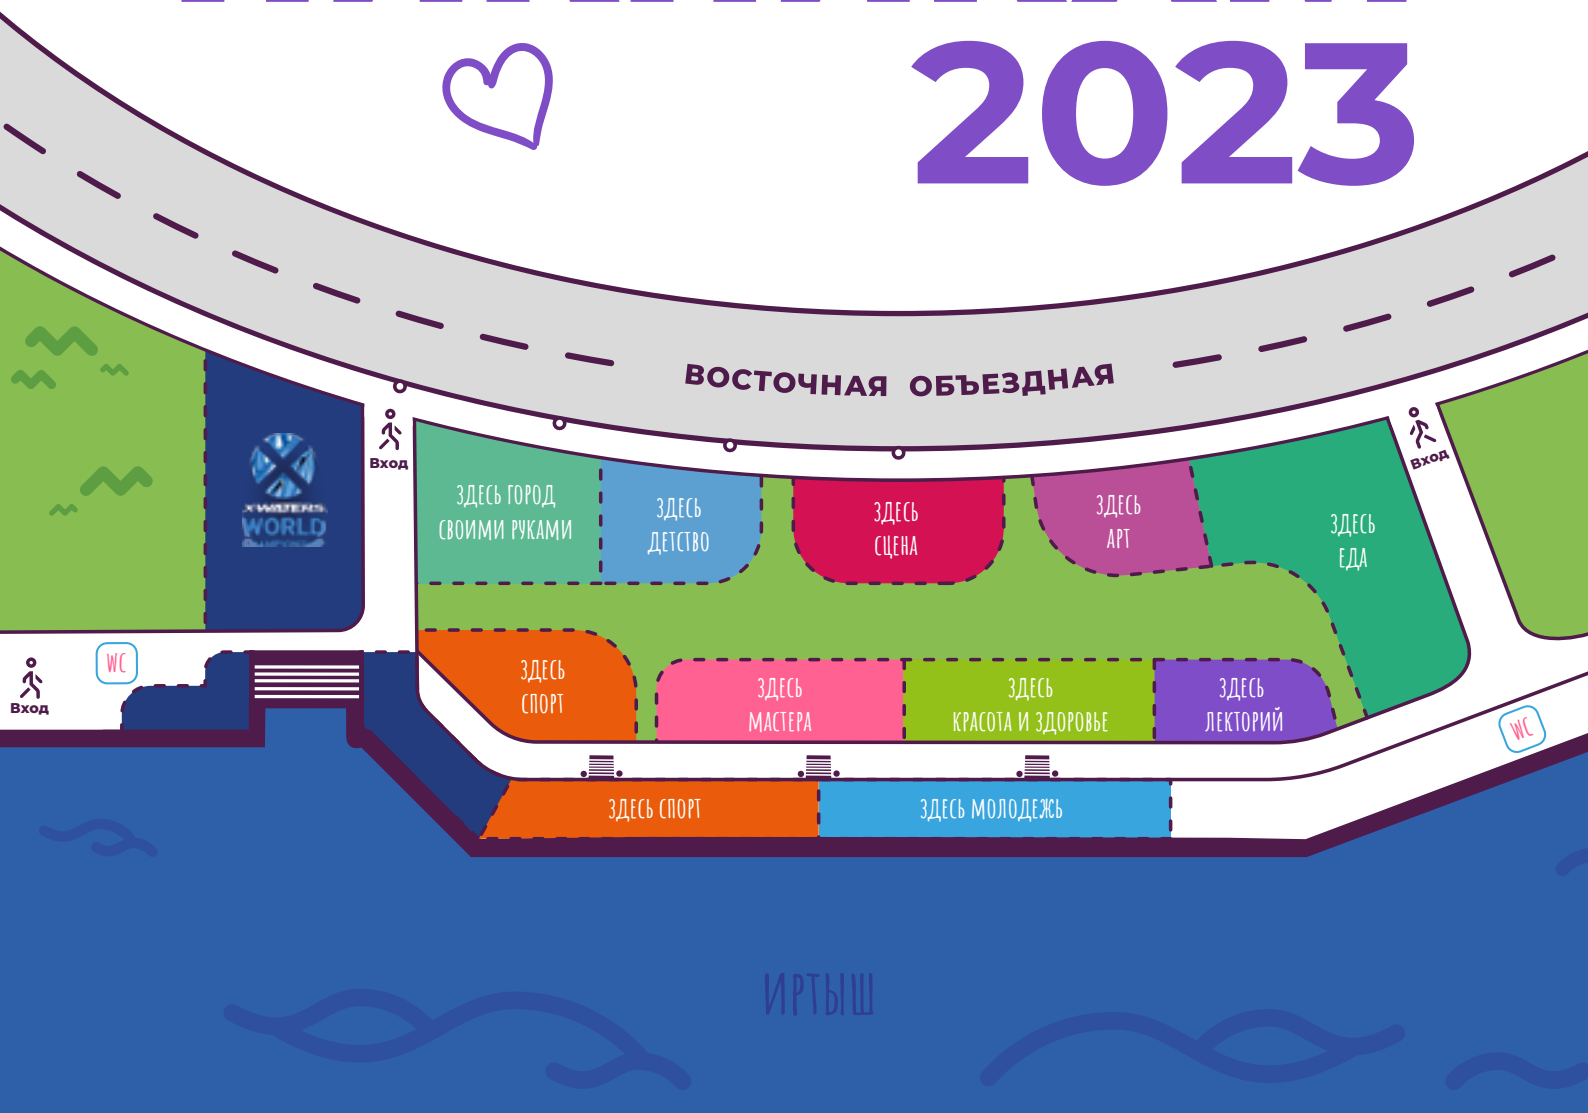 2023
ВОСТОЧНАЯ ОБЪЕЗДНАЯ
Вход
Вход
X-WATERS
WORLD
ЗДЕСЬ ГОРОД
СВОИМИ РУКАМИ
ЗДЕСЬ
ДЕТСТВО
ЗДЕСЬ
СЦЕНА
ЗДЕСЬ
АРТ
ЗДЕСЬ
ЕДА
WC
Вход
ЗДЕСЬ
СПОРТ
ЗДЕСЬ
МАСТЕРА
ЗДЕСЬ
КРАСОТА И ЗДОРОВЬЕ
ЗДЕСЬ
ЛЕКТОРИЙ
WC
ЗДЕСЬ СПОРТ
ЗДЕСЬ МОЛОДЕЖЬ
ИРТЫШ